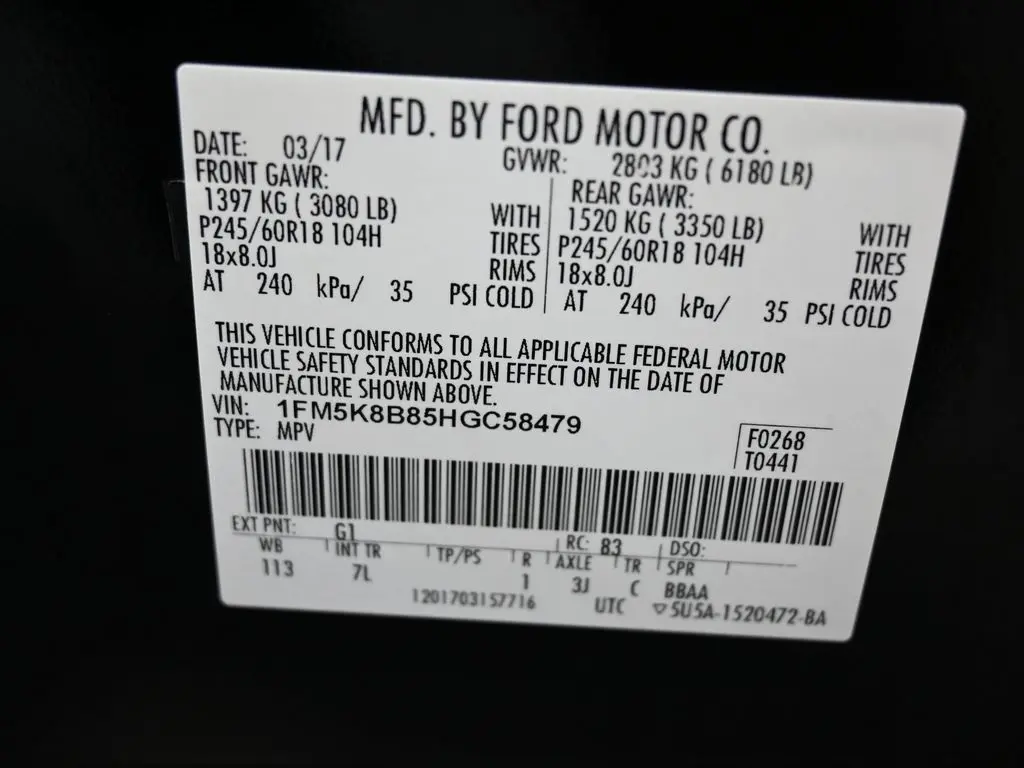 MFD. BY FORD MOTOR CO.
DATE: 03/17 GVWR: 2803 KG ( 6180 LB)
FRONT GAWR: REAR GAWR:
1397 KG ( 3080 LB) WITH 1520 KG ( 3350 LB) WITH
P245/60R18 104H TIRES P245/60R18 104H TIRES
18x8.0J RIMS 18x8.0J RIMS
AT 240 kPa/ 35 PSI COLD AT 240 kPa/ 35 PSI COLD
THIS VEHICLE CONFORMS TO ALL APPLICABLE FEDERAL MOTOR
VEHICLE SAFETY STANDARDS IN EFFECT ON THE DATE OF
MANUFACTURE SHOWN ABOVE.
VIN: 1FM5K8B85HGC58479
TYPE: MPV
F0268
T0441
EXT PNT: G1 RC: 83 DSO:
WB INT TR TP/PS R AXLE TR SPR
113 7L 1 3J C BBAA
1201703157716 UTC ▽5U5A-1520472-BA